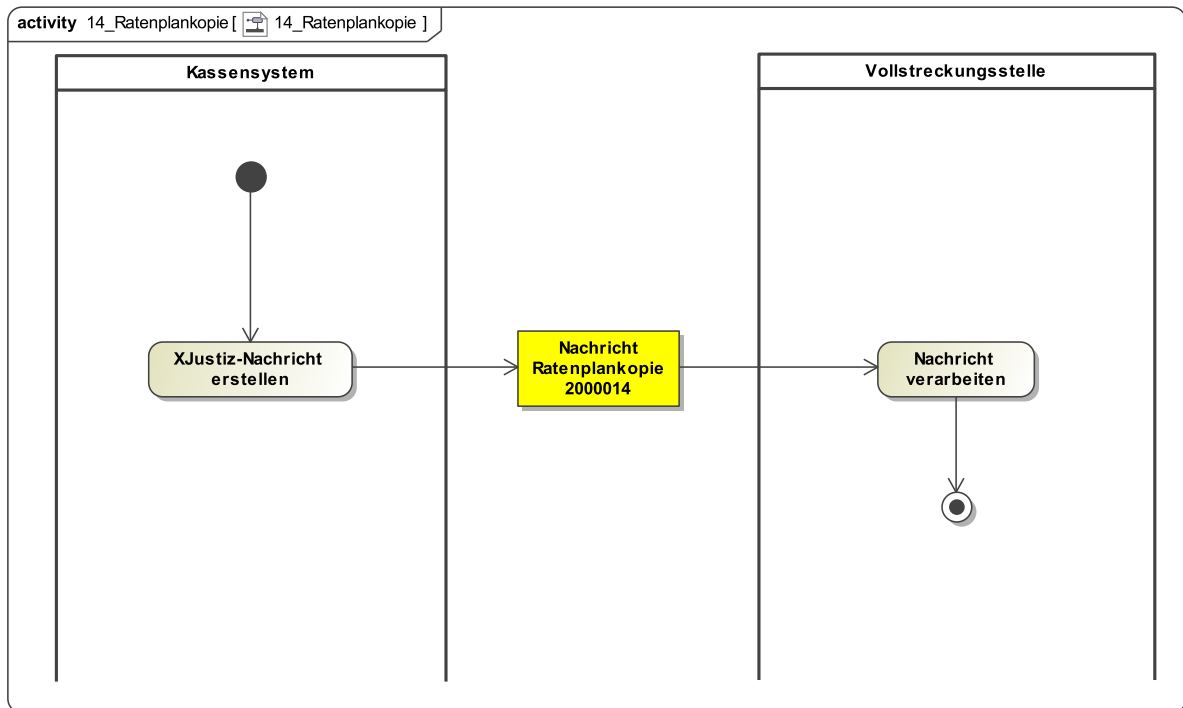 activity 14_Ratenplankopie [ 14_Ratenplankopie ]
Kassensystem
Vollstreckungsstelle
XJustiz-Nachricht
erstellen
Nachricht
Ratenplankopie
2000014
Nachricht
verarbeiten